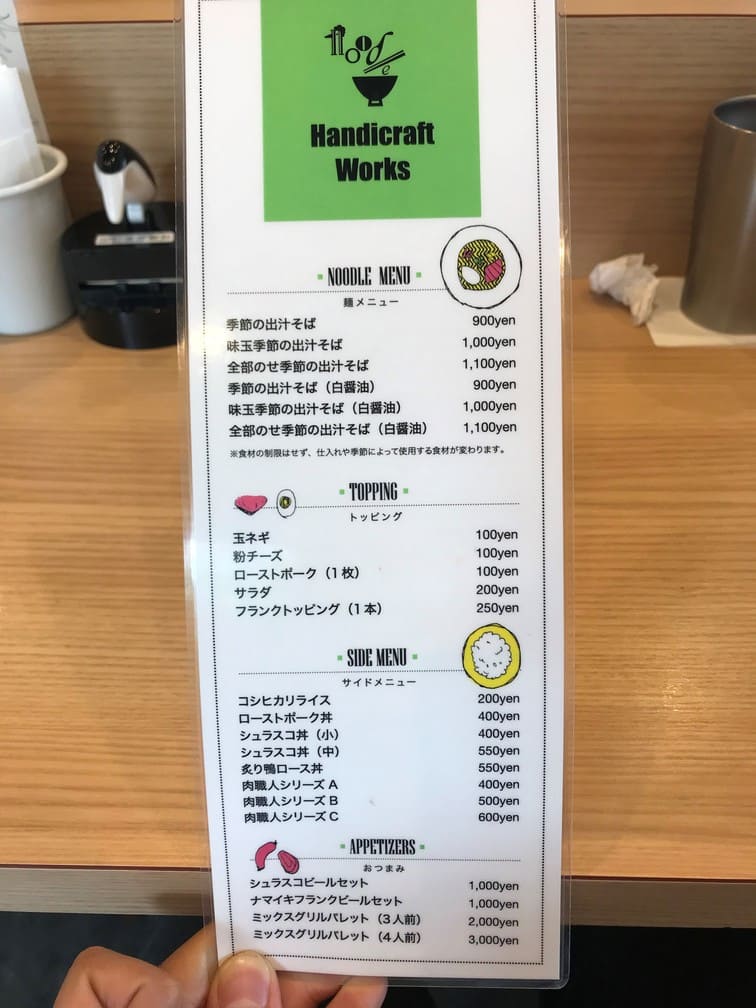 noode
Handicraft
Works
NOODLE MENU
麺メニュー
季節の出汁そば 900yen
味玉季節の出汁そば 1,000yen
全部のせ季節の出汁そば 1,100yen
季節の出汁そば（白醤油） 900yen
味玉季節の出汁そば（白醤油） 1,000yen
全部のせ季節の出汁そば（白醤油） 1,100yen
※食材の制限はせず、仕入れや季節によって使用する食材が変わります。
TOPPING
トッピング
玉ネギ 100yen
粉チーズ 100yen
ローストポーク（1枚） 100yen
サラダ 200yen
フランクトッピング（1本） 250yen
SIDE MENU
サイドメニュー
コシヒカリライス 200yen
ローストポーク丼 400yen
シュラスコ丼（小） 400yen
シュラスコ丼（中） 550yen
炙り鴨ロース丼 550yen
肉職人シリーズ A 400yen
肉職人シリーズ B 500yen
肉職人シリーズ C 600yen
APPETIZERS
おつまみ
シュラスコビールセット 1,000yen
ナマイキフランクビールセット 1,000yen
ミックスグリルパレット（3人前） 2,000yen
ミックスグリルパレット（4人前） 3,000yen